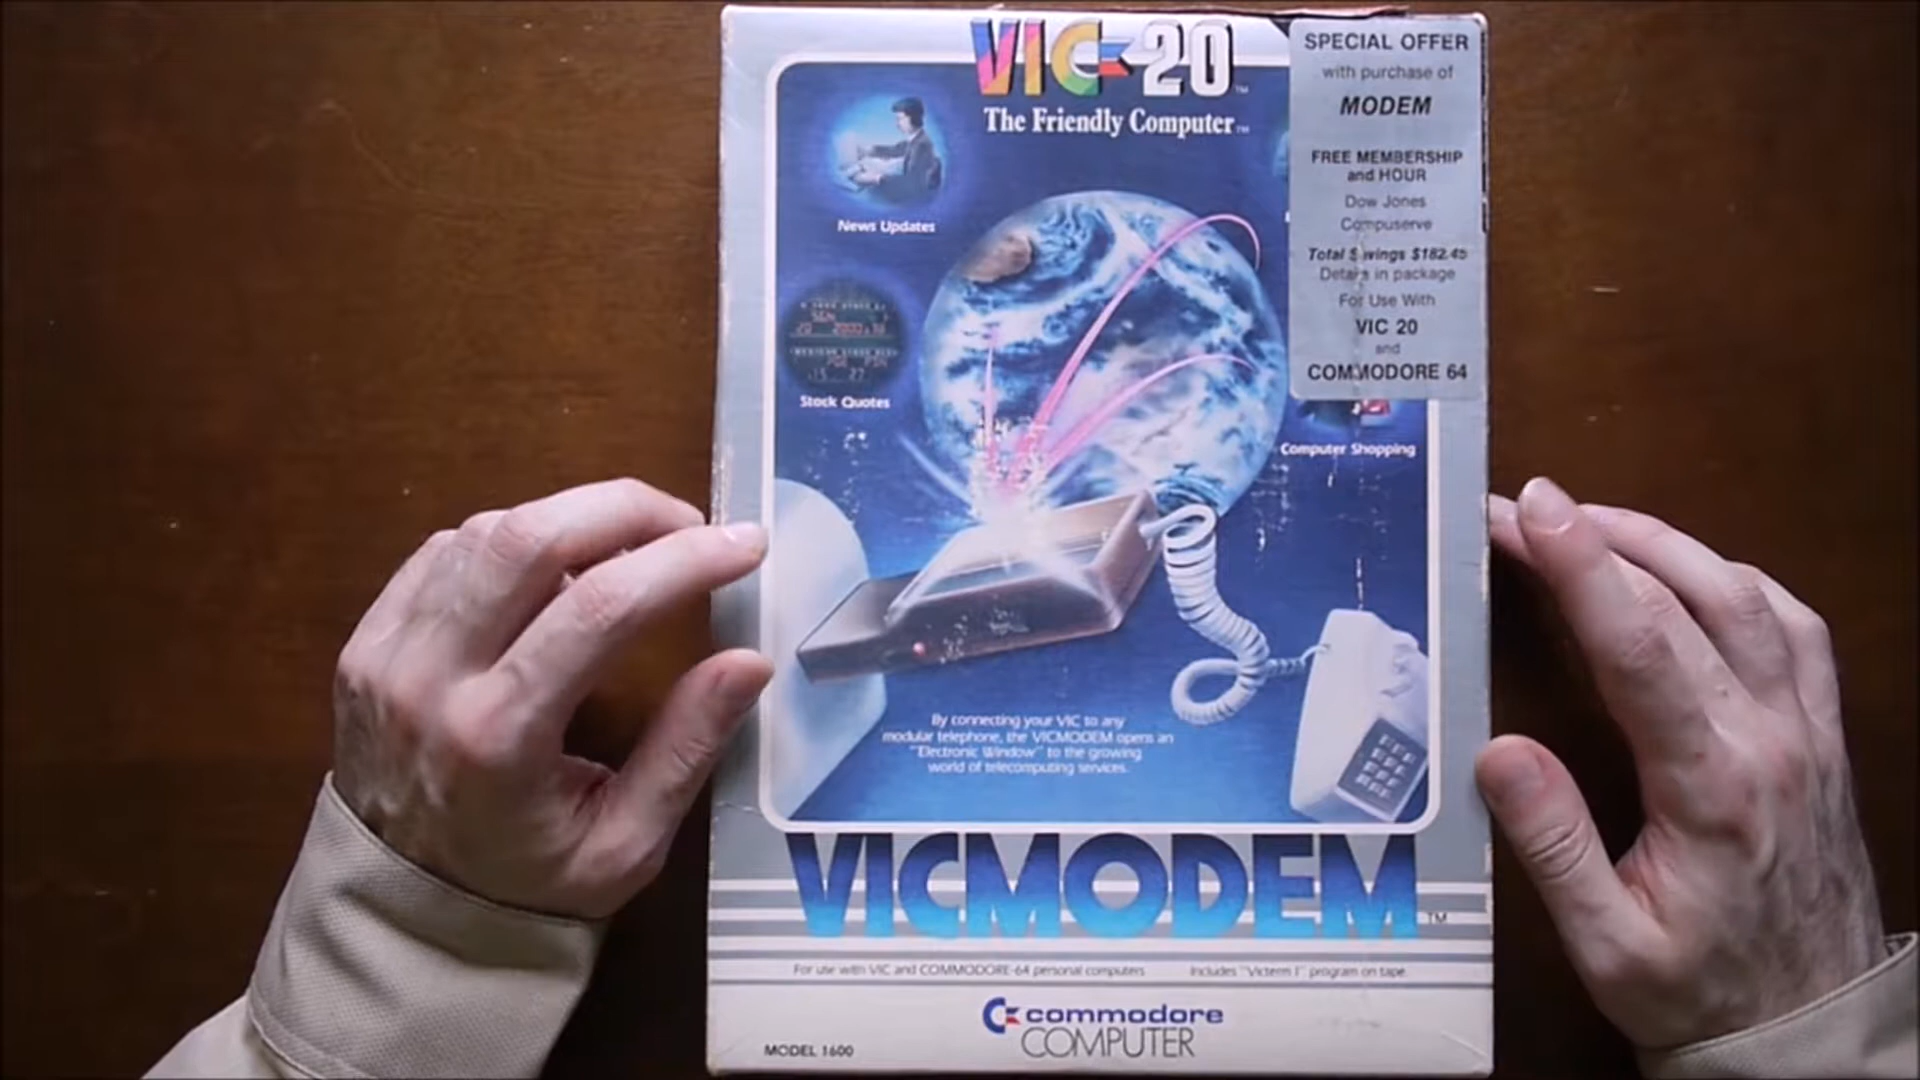 VIC 20
The Friendly Computer™
SPECIAL OFFER
with purchase of
MODEM
FREE MEMBERSHIP
and HOUR
Dow Jones
Compuserve
Total Savings $182.45
Details in package
For Use With
VIC 20
and
COMMODORE 64
News Updates
Stock Quotes
Computer Shopping
By connecting your VIC to any
modular telephone, the VICMODEM opens an
"Electronic Window" to the growing
world of telecomputing services.
VICMODEM™
For use with VIC and COMMODORE-64 personal computers
Includes "Victerm I" program on tape.
commodore
COMPUTER
MODEL 1600